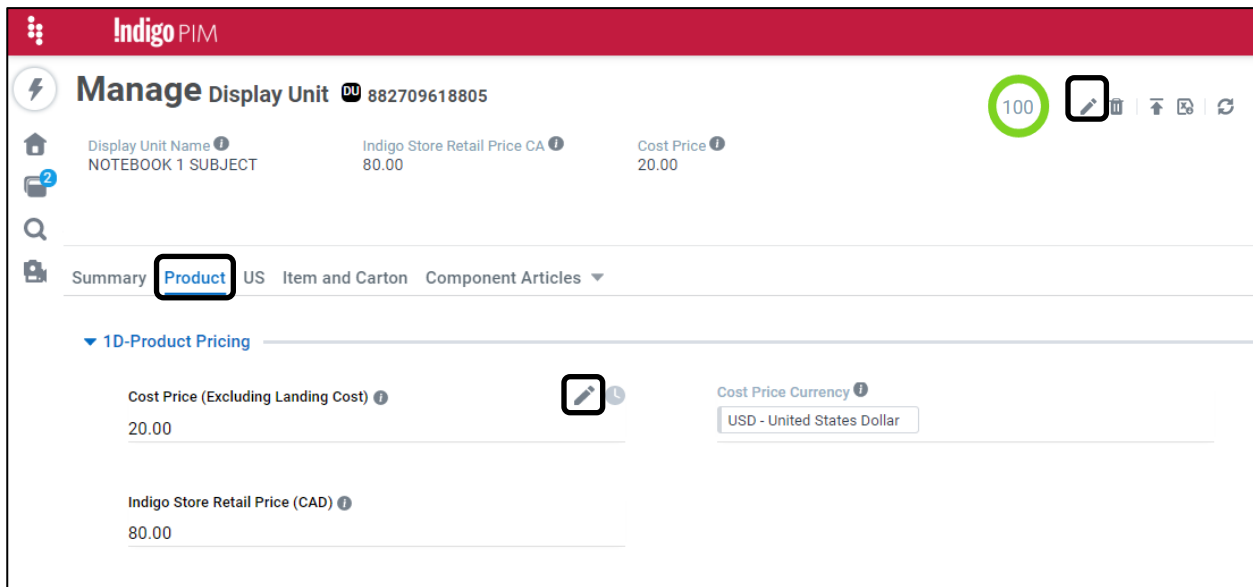 !ndigo PIM
Manage Display Unit DU 882709618805
100
Display Unit Name Indigo Store Retail Price CA Cost Price
NOTEBOOK 1 SUBJECT 80.00 20.00
2
Summary Product US Item and Carton Component Articles
1D-Product Pricing
Cost Price (Excluding Landing Cost) Cost Price Currency
20.00 USD - United States Dollar
Indigo Store Retail Price (CAD)
80.00